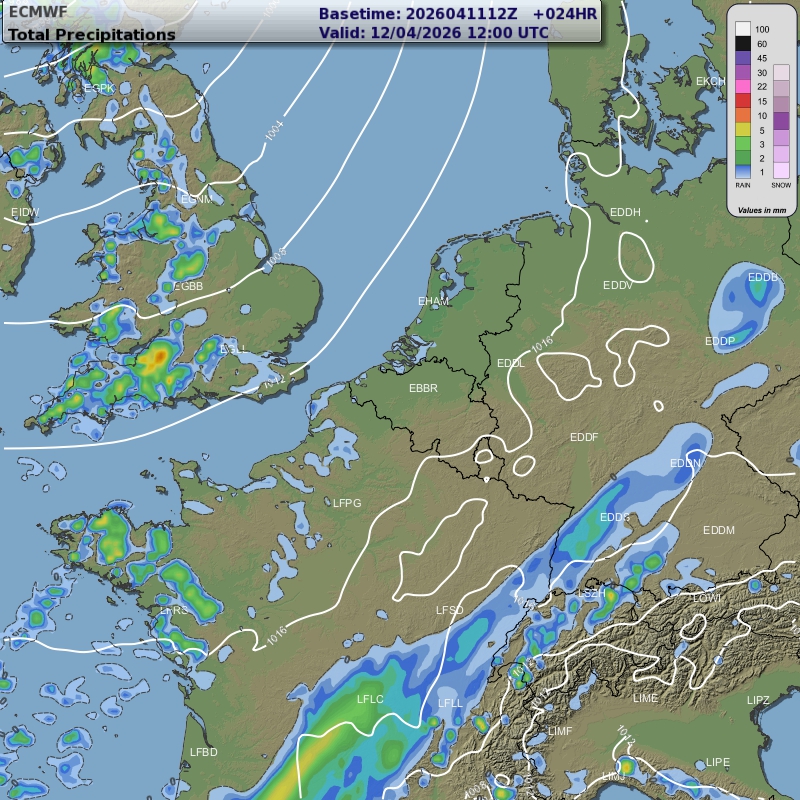 ECMWF
Basetime: 2026041112Z +024HR
Total Precipitations
Valid: 12/04/2026 12:00 UTC
100
60
45
30
22
15
10
5
3
2
1
RAIN
SNOW
Values in mm
EGPK
EKCH
1004
EIDW
EGNM
EDDH
1008
EGBB
EDDV
EDDB
EHAM
EDDP
1016
EGLL
EDDL
1012
EBBR
EDDF
EDDN
LFPG
EDDS
EDDM
LFRS
LFSD
LSZH
LOWI
1016
LFLC
LFLL
LIME
LIPZ
LIMF
1012
LFBD
LIPE
LIMJ
1008